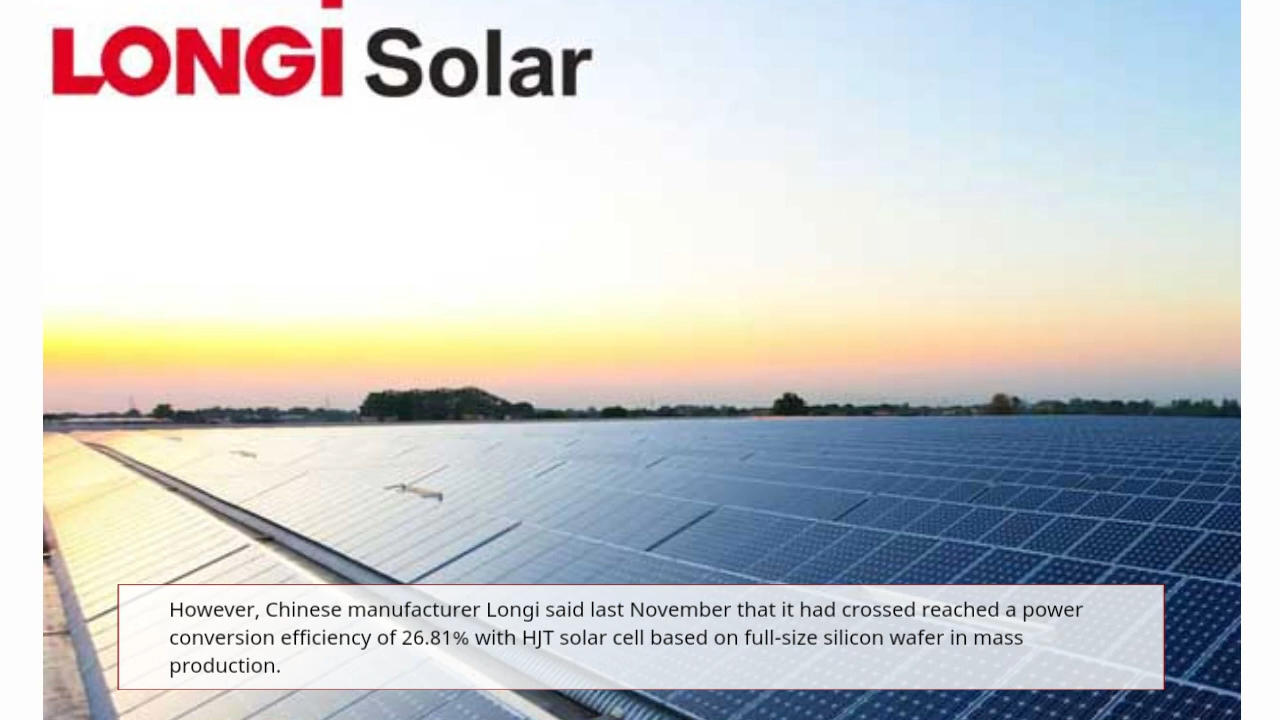 LONGi Solar
However, Chinese manufacturer Longi said last November that it had crossed reached a power
conversion efficiency of 26.81% with HJT solar cell based on full-size silicon wafer in mass
production.